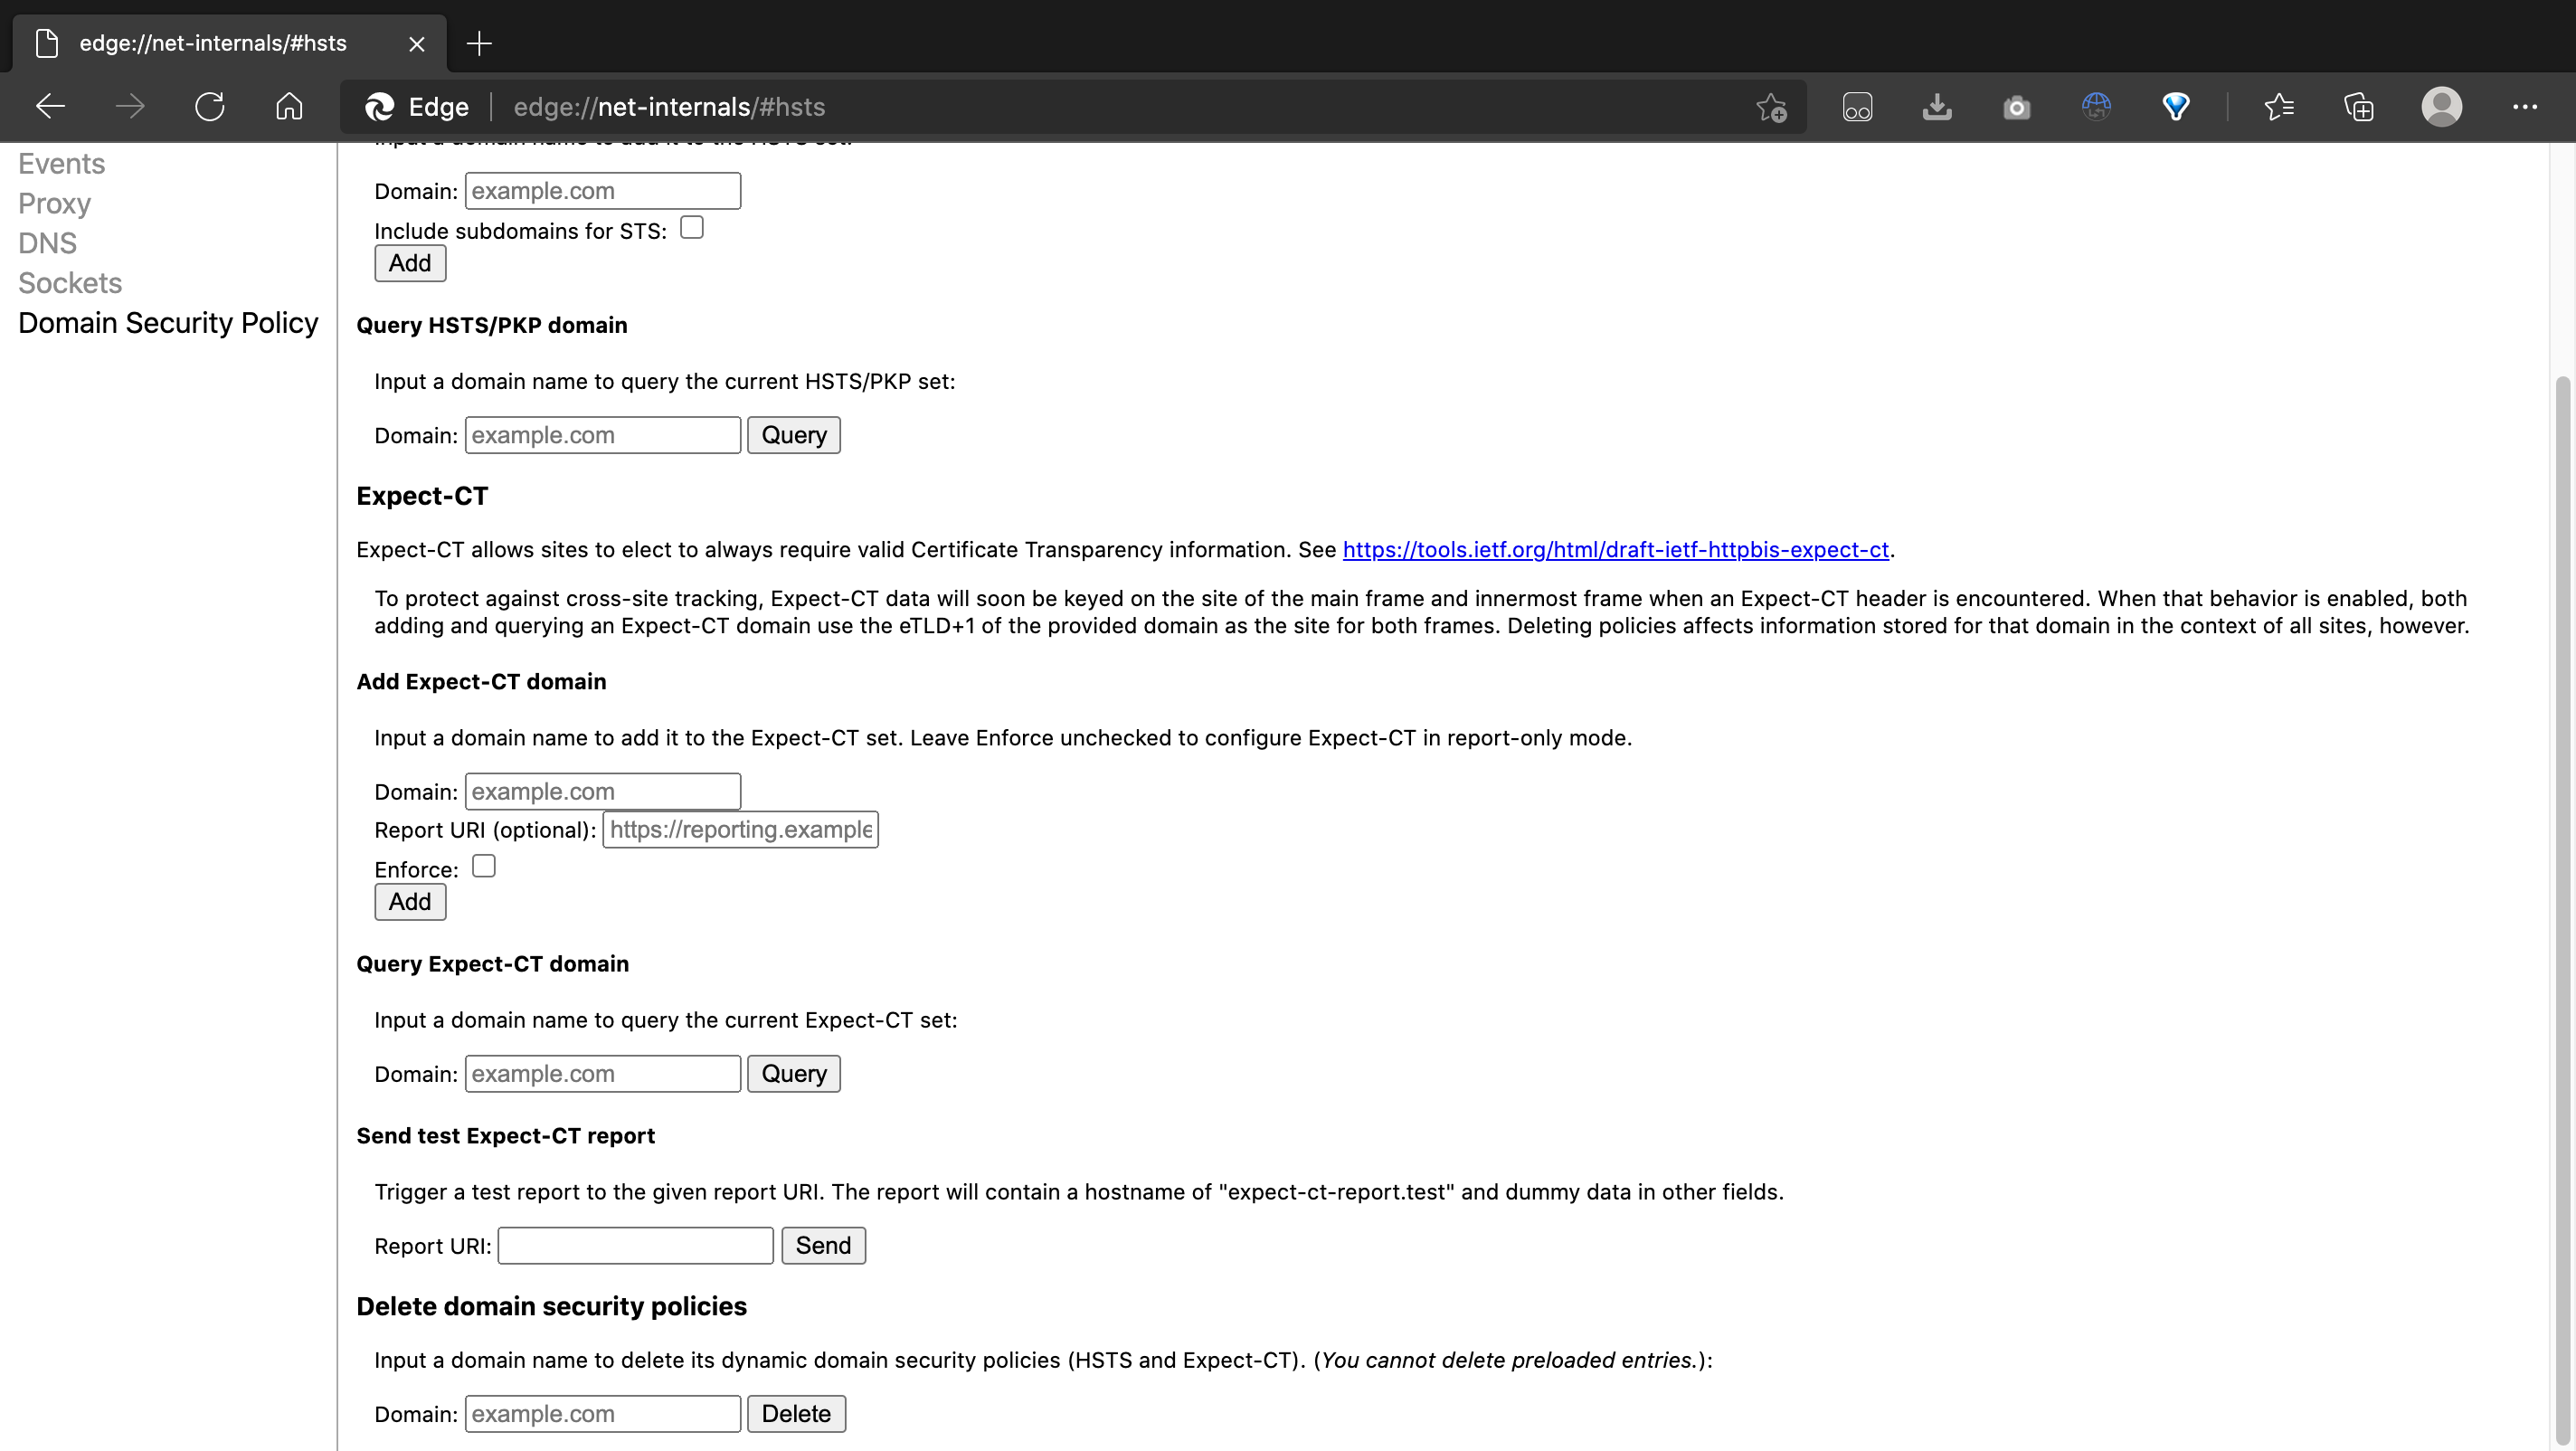 edge://net-internals/#hsts
Edge edge://net-internals/#hsts
Events
Proxy
DNS
Sockets
Domain Security Policy
Input a domain name to add it to the HSTS set:
Domain: example.com
Include subdomains for STS:
Add
Query HSTS/PKP domain
Input a domain name to query the current HSTS/PKP set:
Domain: example.com Query
Expect-CT
Expect-CT allows sites to elect to always require valid Certificate Transparency information. See https://tools.ietf.org/html/draft-ietf-httpbis-expect-ct.
To protect against cross-site tracking, Expect-CT data will soon be keyed on the site of the main frame and innermost frame when an Expect-CT header is encountered. When that behavior is enabled, both
adding and querying an Expect-CT domain use the eTLD+1 of the provided domain as the site for both frames. Deleting policies affects information stored for that domain in the context of all sites, however.
Add Expect-CT domain
Input a domain name to add it to the Expect-CT set. Leave Enforce unchecked to configure Expect-CT in report-only mode.
Domain: example.com
Report URI (optional): https://reporting.example
Enforce:
Add
Query Expect-CT domain
Input a domain name to query the current Expect-CT set:
Domain: example.com Query
Send test Expect-CT report
Trigger a test report to the given report URI. The report will contain a hostname of "expect-ct-report.test" and dummy data in other fields.
Report URI: Send
Delete domain security policies
Input a domain name to delete its dynamic domain security policies (HSTS and Expect-CT). (You cannot delete preloaded entries.):
Domain: example.com Delete